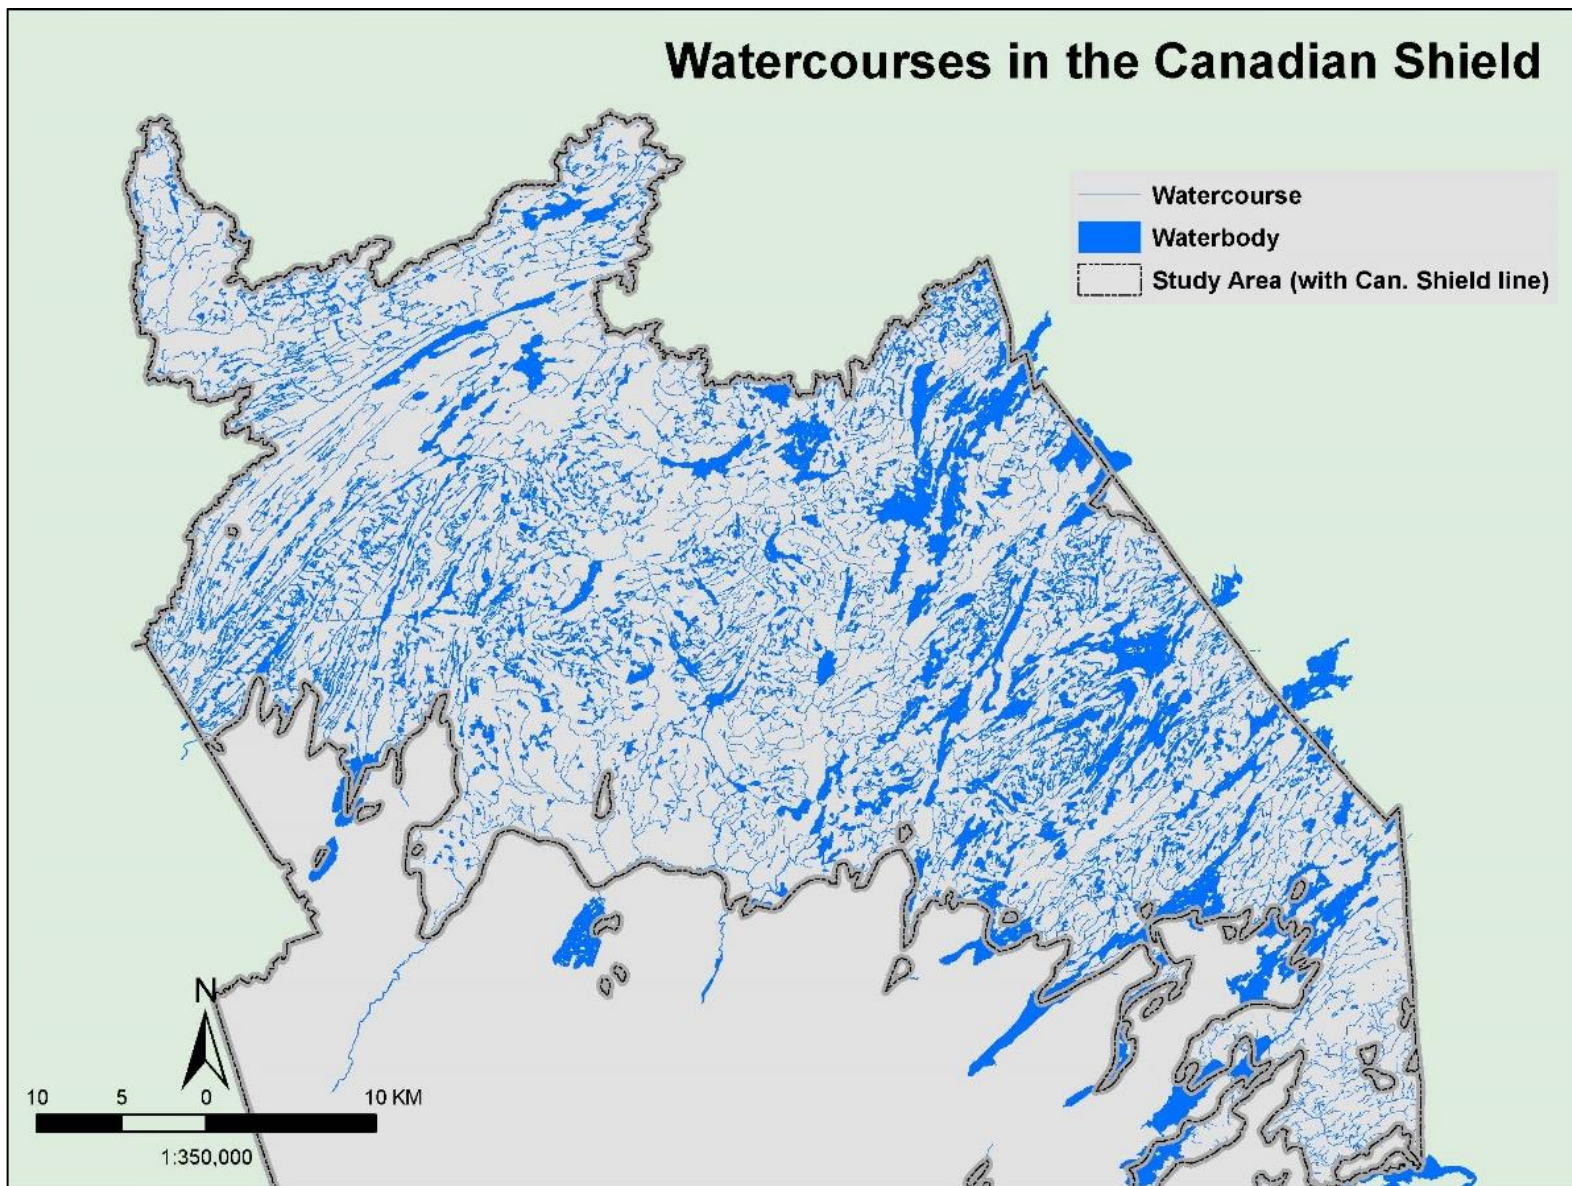 Watercourses in the Canadian Shield
Watercourse
Waterbody
Study Area (with Can. Shield line)
N
10 5 0 10 KM
1:350,000